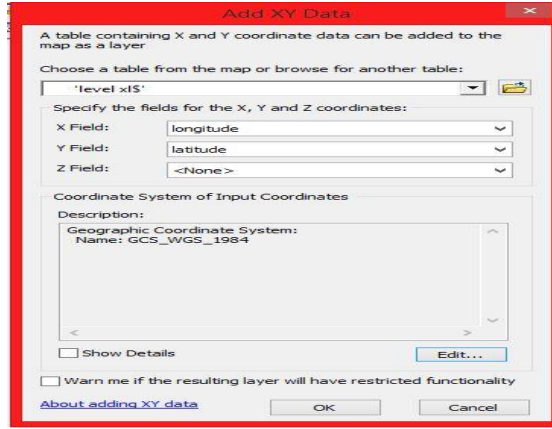 Add XY Data
A table containing X and Y coordinate data can be added to the
map as a layer
Choose a table from the map or browse for another table:
'level xl$'
Specify the fields for the X, Y and Z coordinates:
X Field: longitude
Y Field: latitude
Z Field: <None>
Coordinate System of Input Coordinates
Description:
Geographic Coordinate System:
Name: GCS_WGS_1984
Show Details Edit...
Warn me if the resulting layer will have restricted functionality
About adding XY data OK Cancel